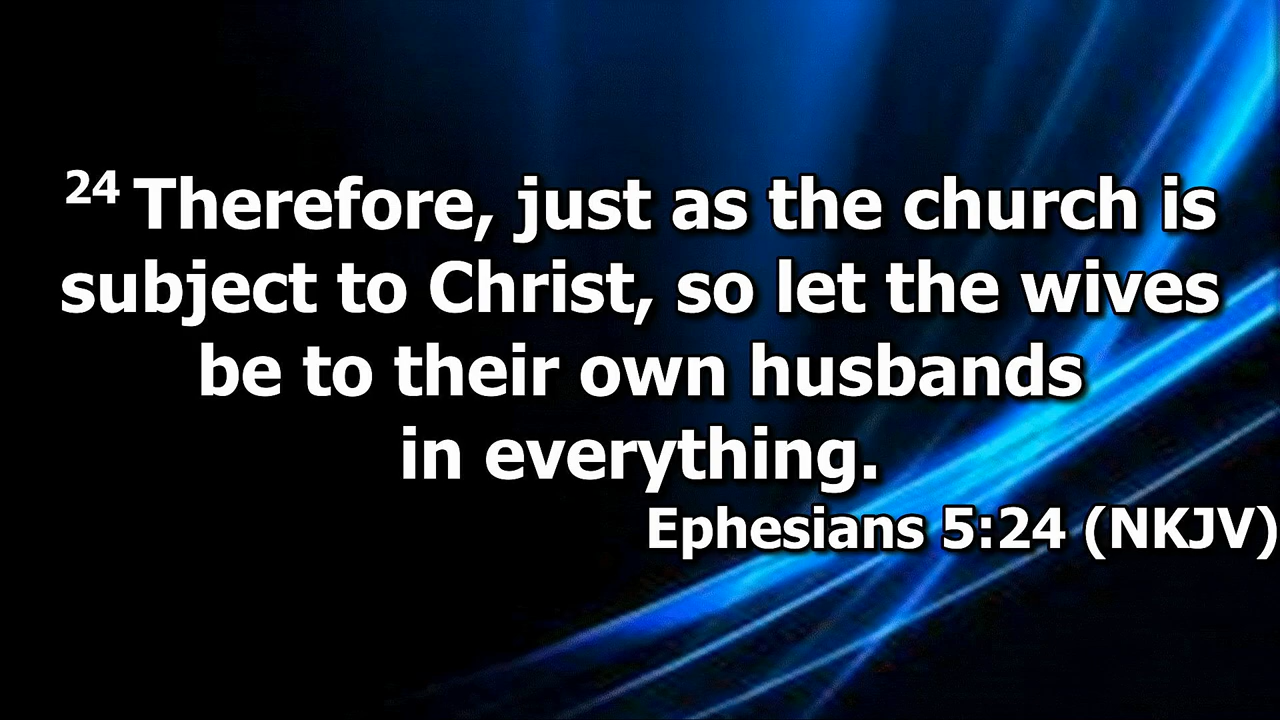 24 Therefore, just as the church is
subject to Christ, so let the wives
be to their own husbands
in everything.
Ephesians 5:24 (NKJV)